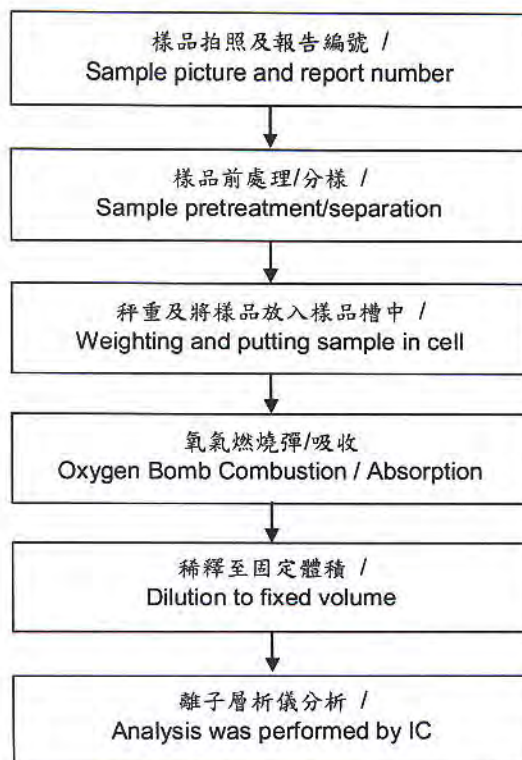 樣品拍照及報告編號 /
Sample picture and report number
樣品前處理/分樣 /
Sample pretreatment/separation
秤重及將樣品放入樣品槽中 /
Weighting and putting sample in cell
氧氣燃燒彈/吸收
Oxygen Bomb Combustion / Absorption
稀釋至固定體積 /
Dilution to fixed volume
離子層析儀分析 /
Analysis was performed by IC